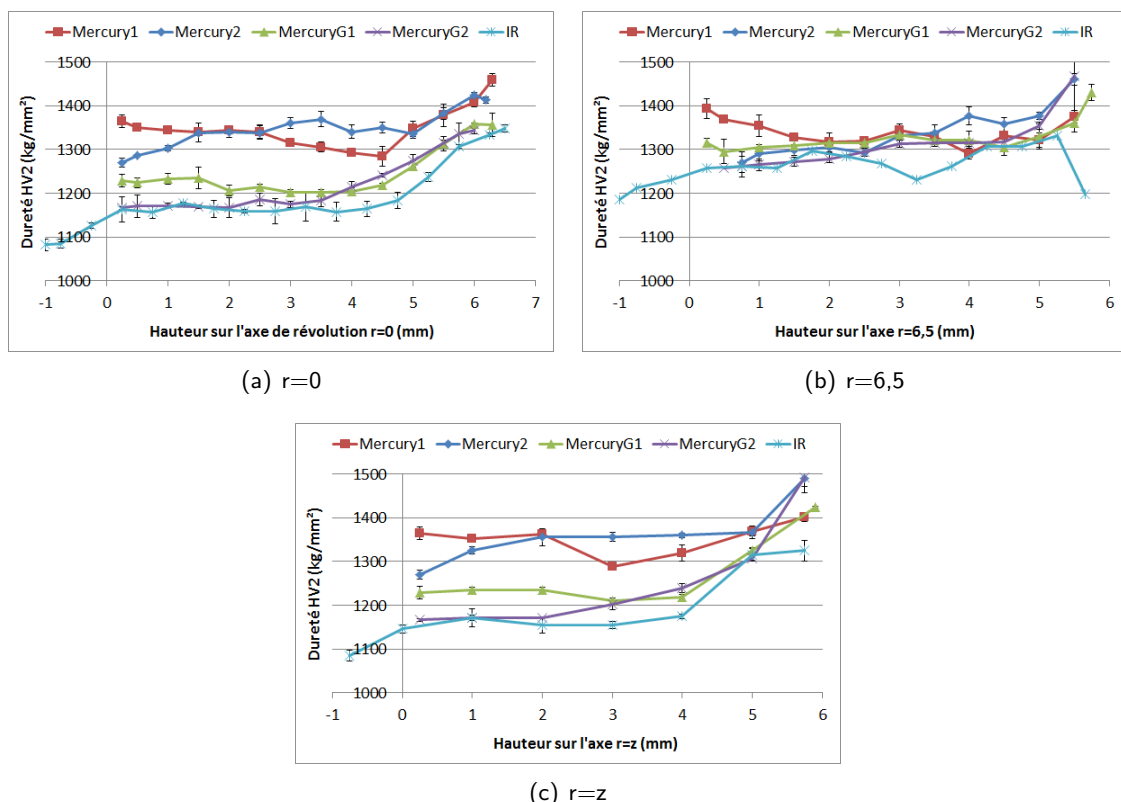 Mercury1 Mercury2 MercuryG1 MercuryG2 IR
1500
1400
1300
1200
1100
1000
Dureté HV2 (kg/mm²)
-1 0 1 2 3 4 5 6 7
Hauteur sur l'axe de révolution r=0 (mm)
(a) r=0
Mercury1 Mercury2 MercuryG1 MercuryG2 IR
1500
1400
1300
1200
1100
1000
Dureté HV2 (kg/mm²)
-1 0 1 2 3 4 5 6
Hauteur sur l'axe r=6,5 (mm)
(b) r=6,5
Mercury1 Mercury2 MercuryG1 MercuryG2 IR
1500
1400
1300
1200
1100
1000
Dureté HV2 (kg/mm²)
-1 0 1 2 3 4 5 6
Hauteur sur l'axe r=z (mm)
(c) r=z